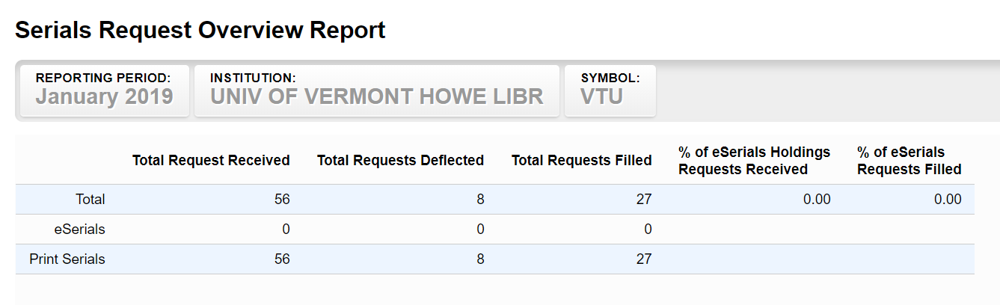 Serials Request Overview Report
REPORTING PERIOD: INSTITUTION: SYMBOL:
January 2019 UNIV OF VERMONT HOWE LIBR VTU
Total Request Received Total Requests Deflected Total Requests Filled % of eSerials Holdings Requests Received % of eSerials Requests Filled
Total 56 8 27 0.00 0.00
eSerials 0 0 0
Print Serials 56 8 27